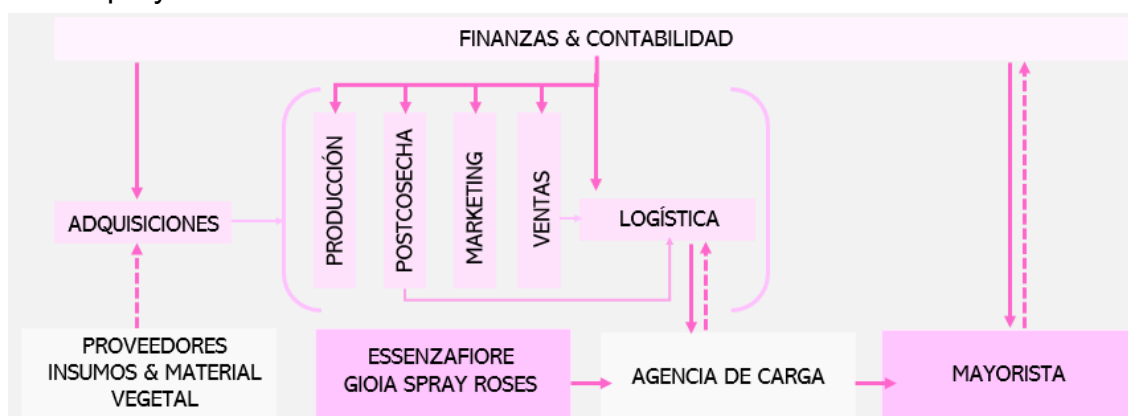 FINANZAS & CONTABILIDAD
PRODUCCIÓN
POSTCOSECHA
MARKETING
VENTAS
ADQUISICIONES
LOGÍSTICA
PROVEEDORES
INSUMOS & MATERIAL
VEGETAL
ESSENZAFIORE
GIOIA SPRAY ROSES
AGENCIA DE CARGA
MAYORISTA